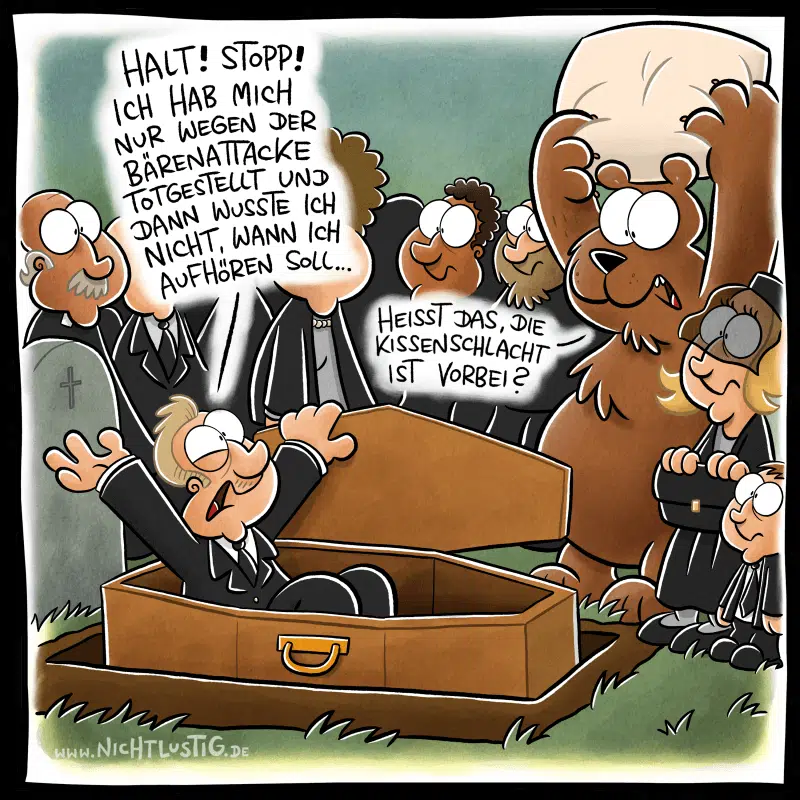 HALT! STOPP!
ICH HAB MICH
NUR WEGEN DER
BÄRENATTACKE
TOTGESTELLT UND
DANN WUSSTE ICH
NICHT, WANN ICH
AUFHÖREN SOLL...
HEISST DAS, DIE
KISSENSCHLACHT
IST VORBEI?
www.NICHTLUSTIG.DE